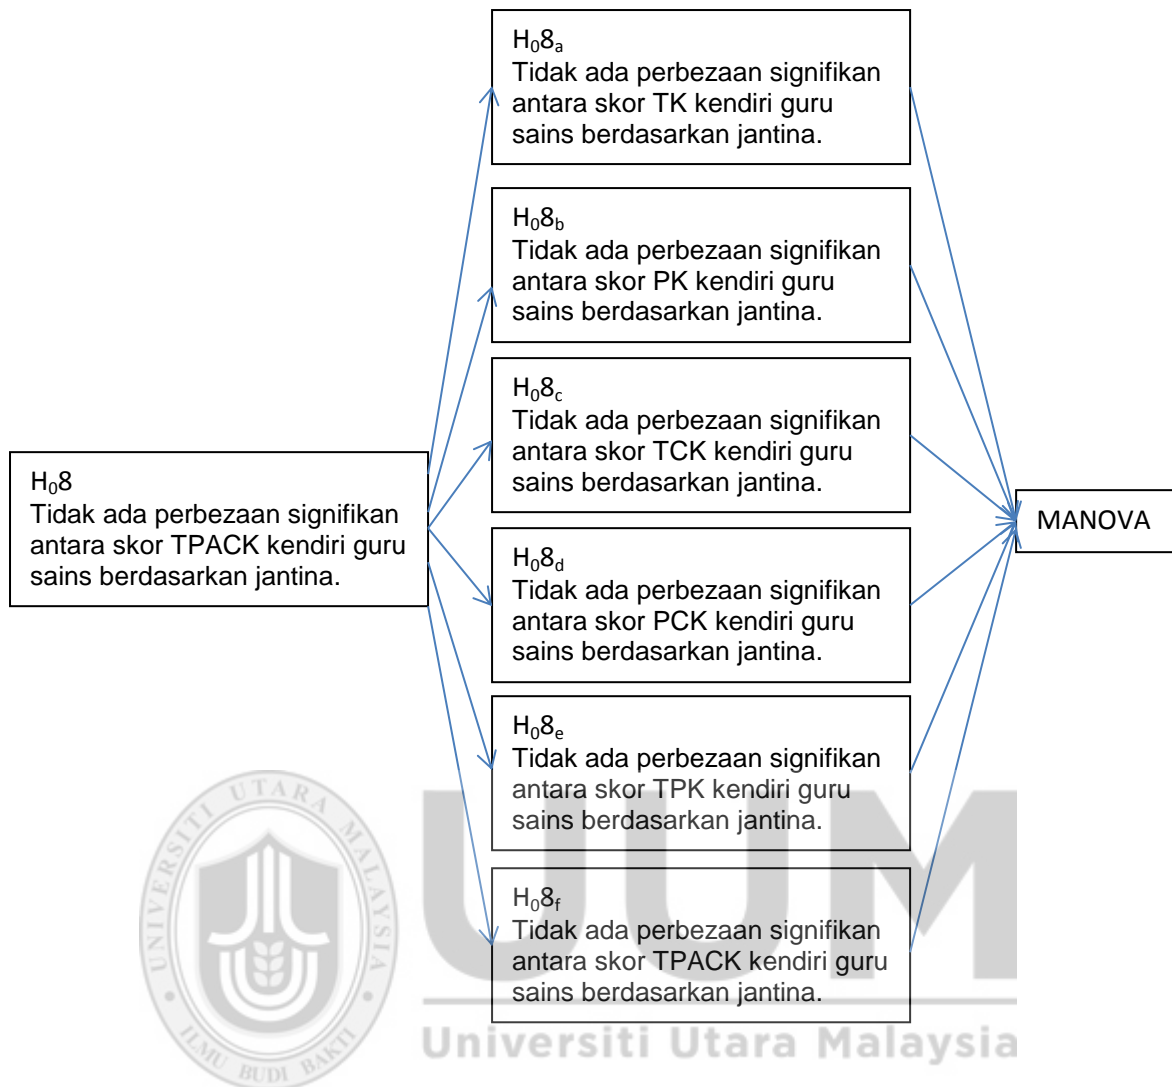 H₀8ₐ
Tidak ada perbezaan signifikan
antara skor TK kendiri guru
sains berdasarkan jantina.
H₀8b
Tidak ada perbezaan signifikan
antara skor PK kendiri guru
sains berdasarkan jantina.
H₀8c
Tidak ada perbezaan signifikan
antara skor TCK kendiri guru
sains berdasarkan jantina.
H₀8
Tidak ada perbezaan signifikan
antara skor TPACK kendiri guru
sains berdasarkan jantina.
MANOVA
H₀8d
Tidak ada perbezaan signifikan
antara skor PCK kendiri guru
sains berdasarkan jantina.
H₀8ₑ
Tidak ada perbezaan signifikan
antara skor TPK kendiri guru
sains berdasarkan jantina.
H₀8f
Tidak ada perbezaan signifikan
antara skor TPACK kendiri guru
sains berdasarkan jantina.
UNIVERSITI UTARA MALAYSIA
ILMU BUDI BAKTI
UUM
Universiti Utara Malaysia